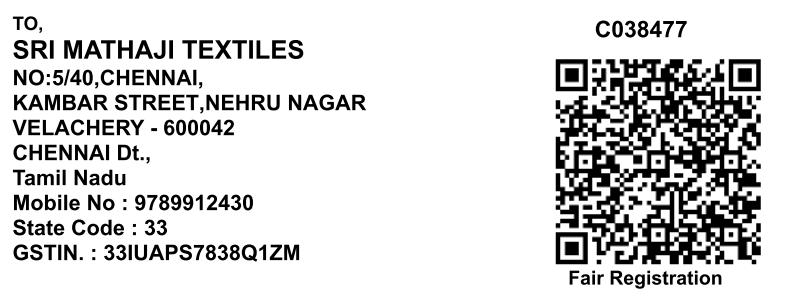 TO,
SRI MATHAJI TEXTILES
NO:5/40,CHENNAI,
KAMBAR STREET,NEHRU NAGAR
VELACHERY - 600042
CHENNAI Dt.,
Tamil Nadu
Mobile No : 9789912430
State Code : 33
GSTIN. : 33IUAPS7838Q1ZM
C038477
Fair Registration